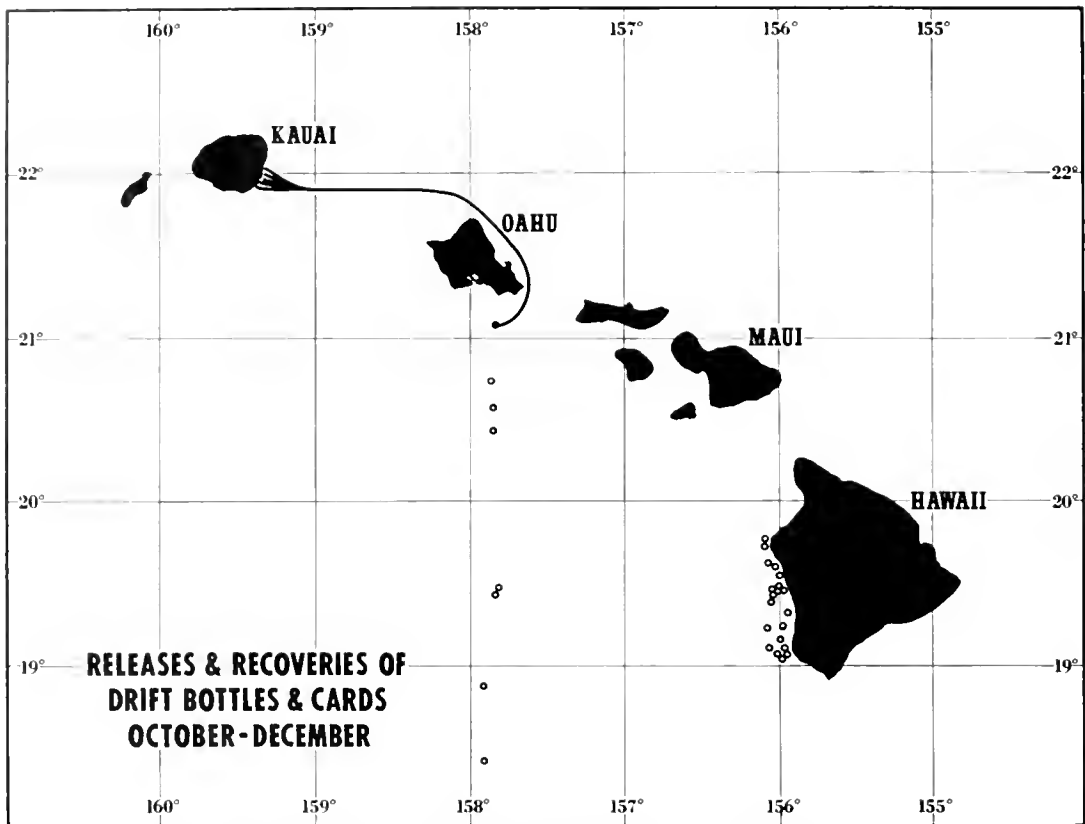 160° 159° 158° 157° 156° 155°
KAUAI
22° 22°
OAHU
21° 21°
MAUI
20° 20°
HAWAII
19° 19°
RELEASES & RECOVERIES OF
DRIFT BOTTLES & CARDS
OCTOBER-DECEMBER
160° 159° 158° 157° 156° 155°